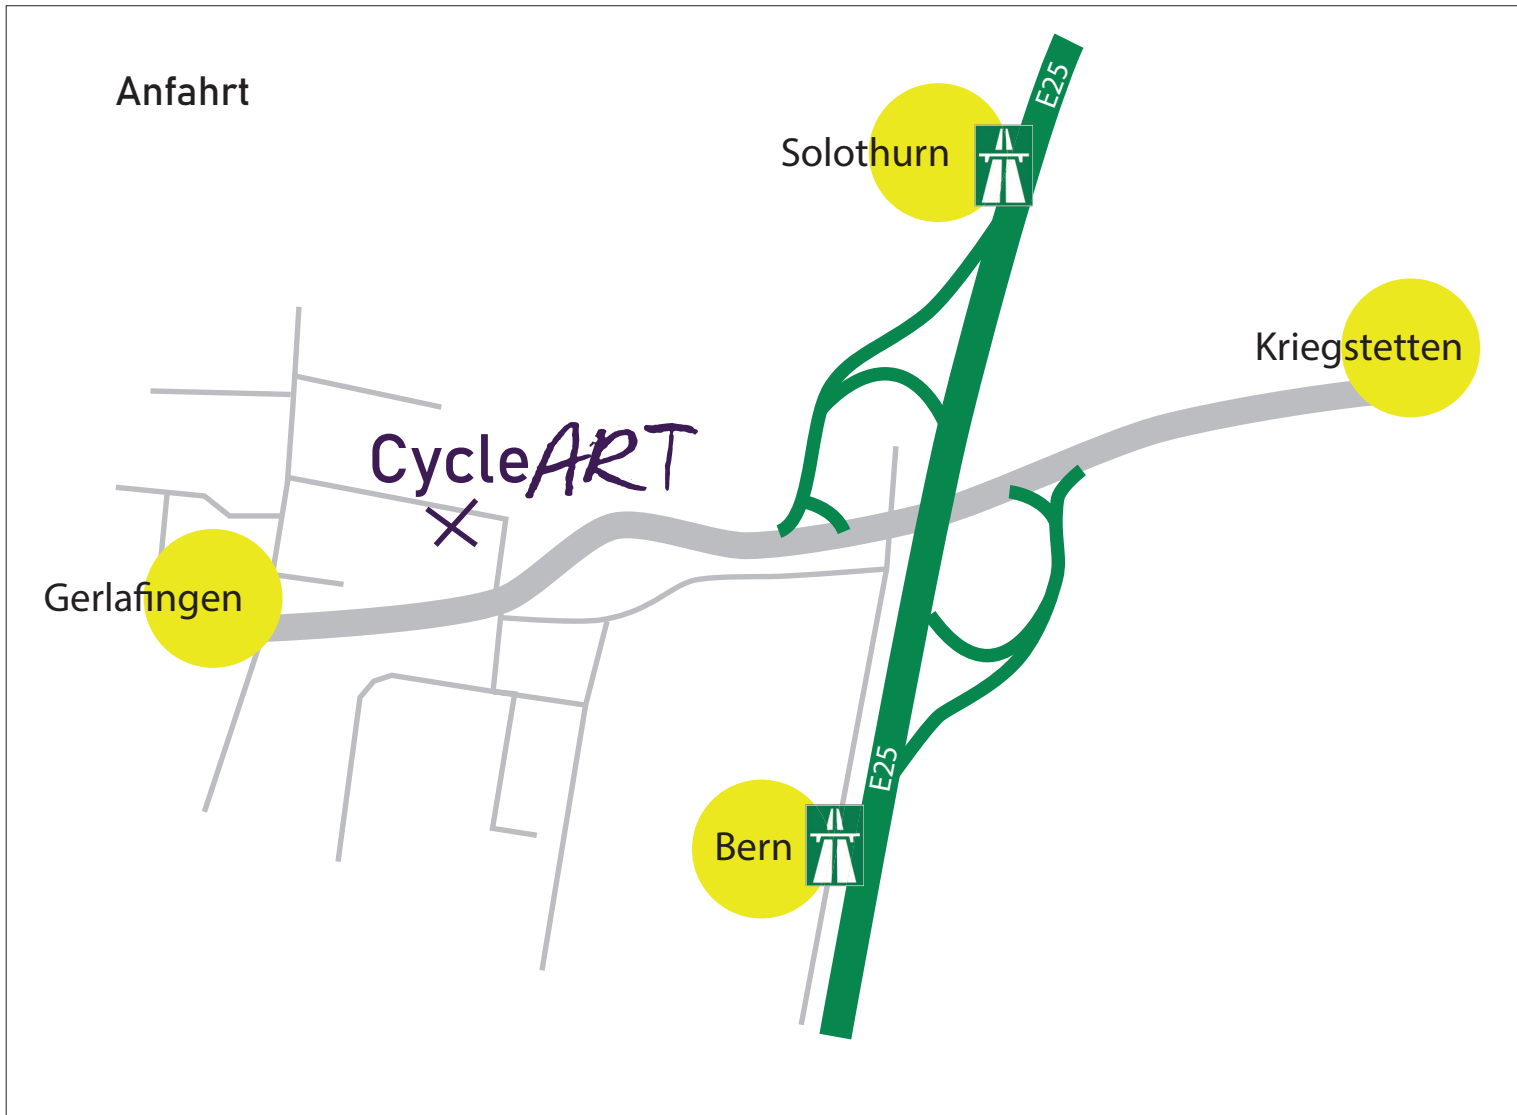 Anfahrt
E25
Solothurn
Kriegstetten
CycleART
Gerlafingen
E25
Bern